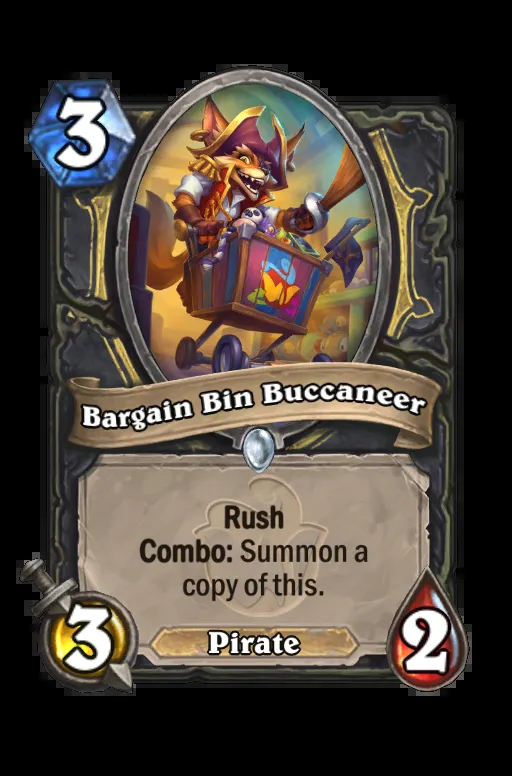 3
Bargain Bin Buccaneer
Rush
Combo: Summon a
copy of this.
3
Pirate
2